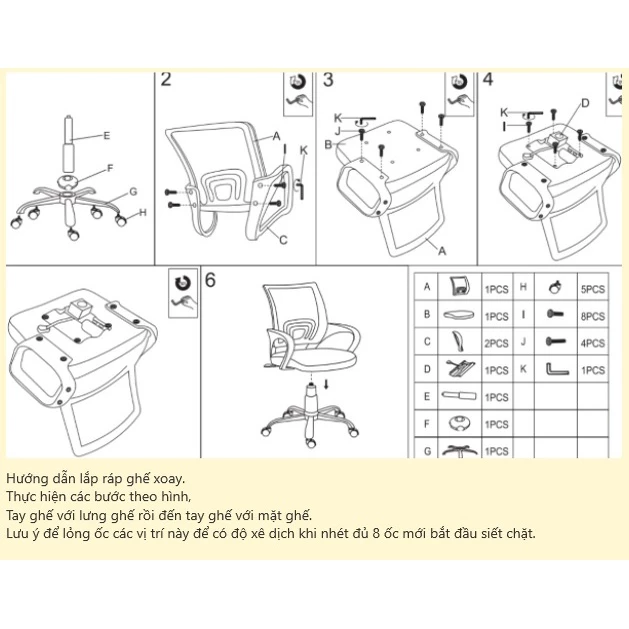 2
3
4
E
F
G
H
A
I
K
C
K
J
B
A
K
I
D
6
A 1PCS H 5PCS
B 1PCS I 8PCS
C 2PCS J 4PCS
D 1PCS K 1PCS
E 1PCS
F 1PCS
G 1PCS
Hướng dẫn lắp ráp ghế xoay.
Thực hiện các bước theo hình,
Tay ghế với lưng ghế rồi đến tay ghế với mặt ghế.
Lưu ý để lỏng ốc các vị trí này để có độ xê dịch khi nhét đủ 8 ốc mới bắt đầu siết chặt.